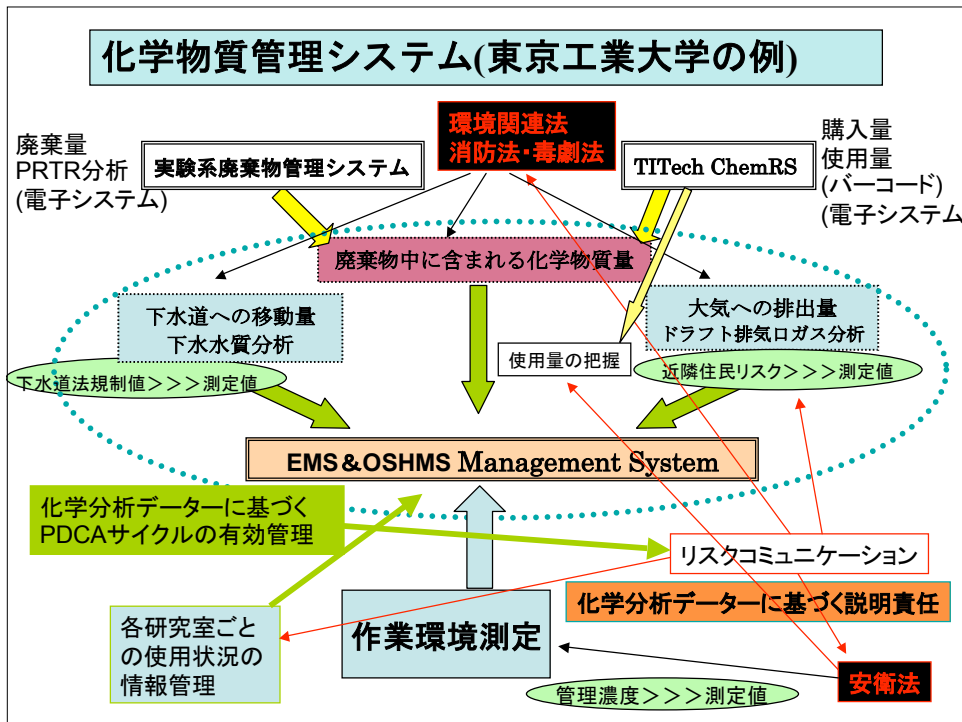 化学物質管理システム(東京工業大学の例)
廃棄量
PRTR分析
(電子システム)
実験系廃棄物管理システム
環境関連法
消防法・毒劇法
TITech ChemRS
購入量
使用量
(バーコード)
(電子システム
廃棄物中に含まれる化学物質量
下水道への移動量
下水水質分析
大気への排出量
ドラフト排気口ガス分析
使用量の把握
下水道法規制値>>>測定値
近隣住民リスク>>>測定値
EMS&OSHMS Management System
化学分析データーに基づく
PDCAサイクルの有効管理
リスクコミュニケーション
化学分析データーに基づく説明責任
各研究室ごと
の使用状況の
情報管理
作業環境測定
安衛法
管理濃度>>>測定値